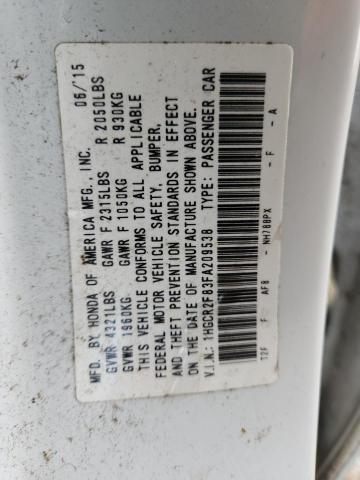 MFD. BY HONDA OF AMERICA MFG., INC. 06/'15
GVWR 4321LBS GAWR F 2315LBS R 2050LBS
GVWR 1960KG GAWR F 1050KG R 930KG
THIS VEHICLE CONFORMS TO ALL APPLICABLE
FEDERAL MOTOR VEHICLE SAFETY, BUMPER,
AND THEFT PREVENTION STANDARDS IN EFFECT
ON THE DATE OF MANUFACTURE SHOWN ABOVE.
V.I.N.: 1HGCR2F83FA209538 TYPE: PASSENGER CAR
T2F F AF8 - NH788PX - F - A